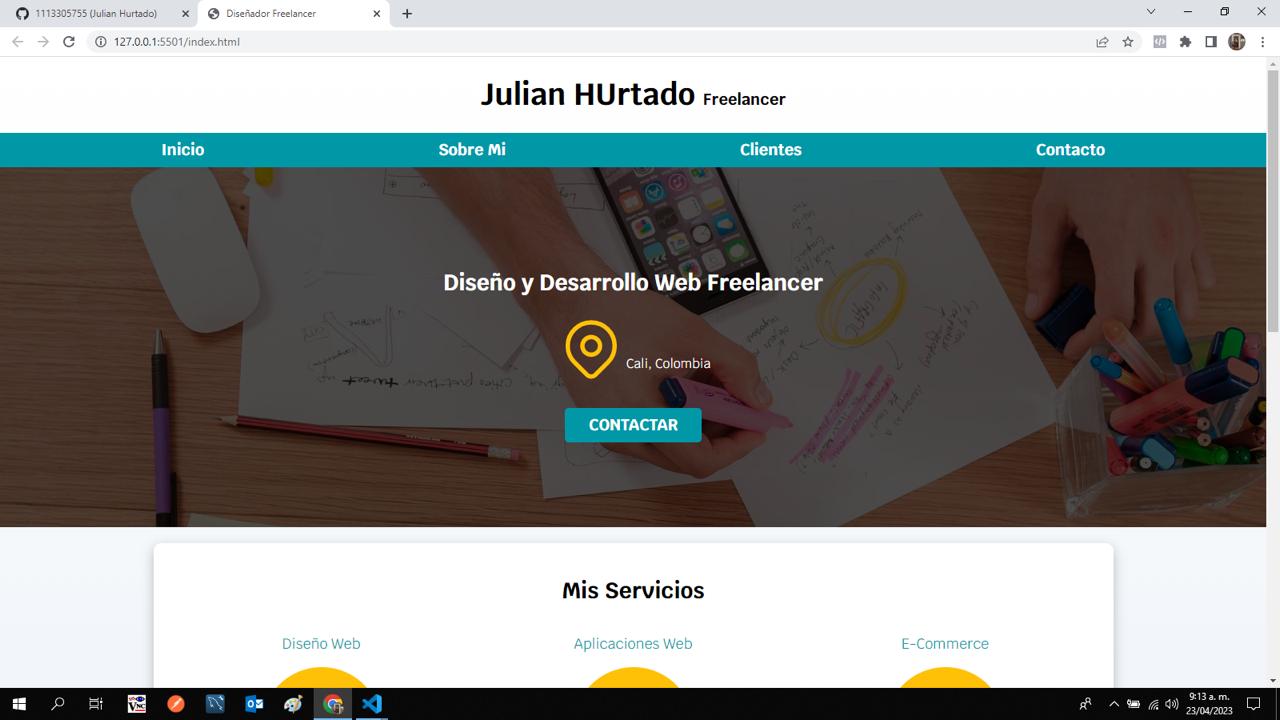 1113305755 (Julian Hurtado)
Diseñador Freelancer
127.0.0.1:5501/index.html
Julian HUrtado Freelancer
Inicio Sobre Mi Clientes Contacto
Diseño y Desarrollo Web Freelancer
Cali, Colombia
CONTACTAR
Mis Servicios
Diseño Web Aplicaciones Web E-Commerce
9:13 a. m.
23/04/2023